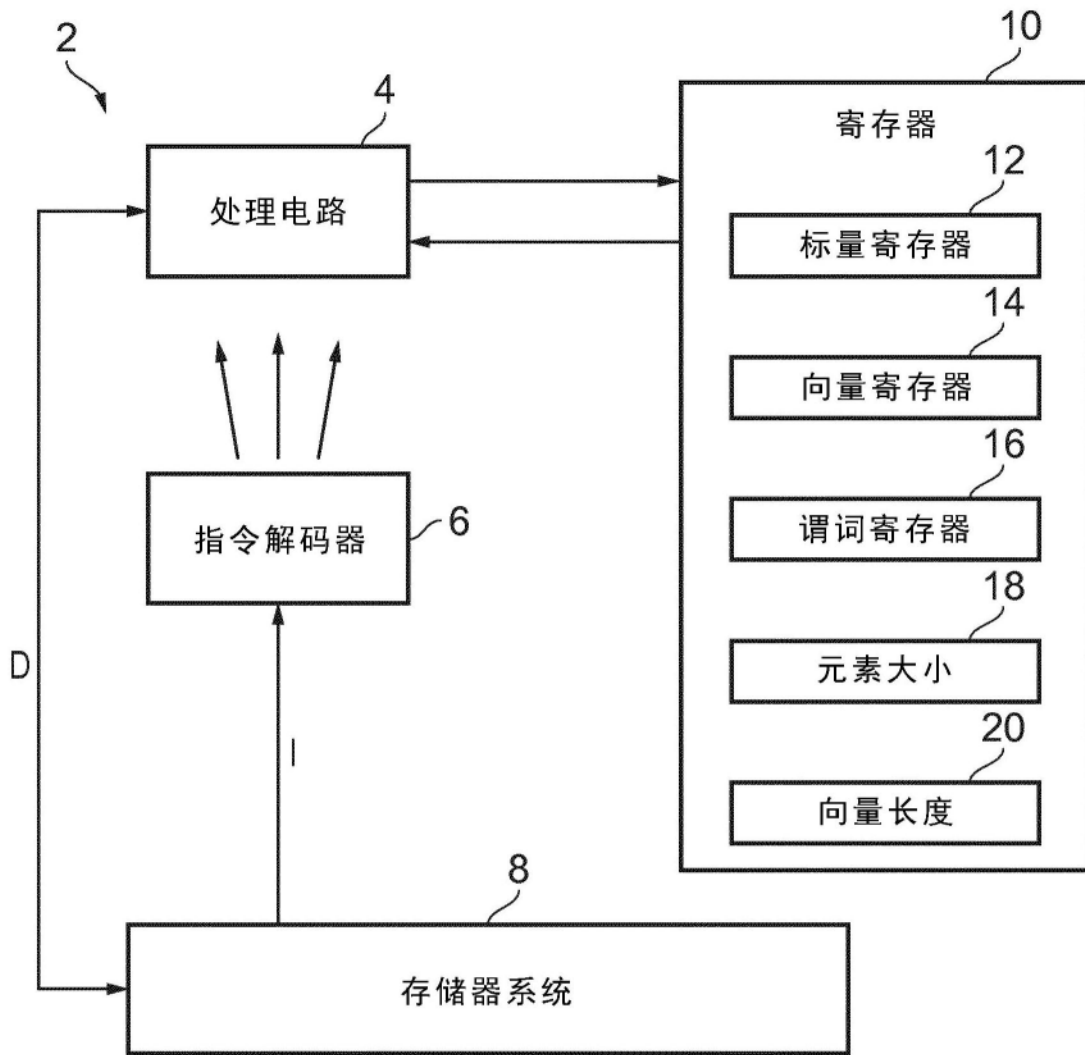 2
4
处理电路
指令解码器
6
D
I
8
存储器系统
10
寄存器
12
标量寄存器
14
向量寄存器
16
谓词寄存器
18
元素大小
20
向量长度